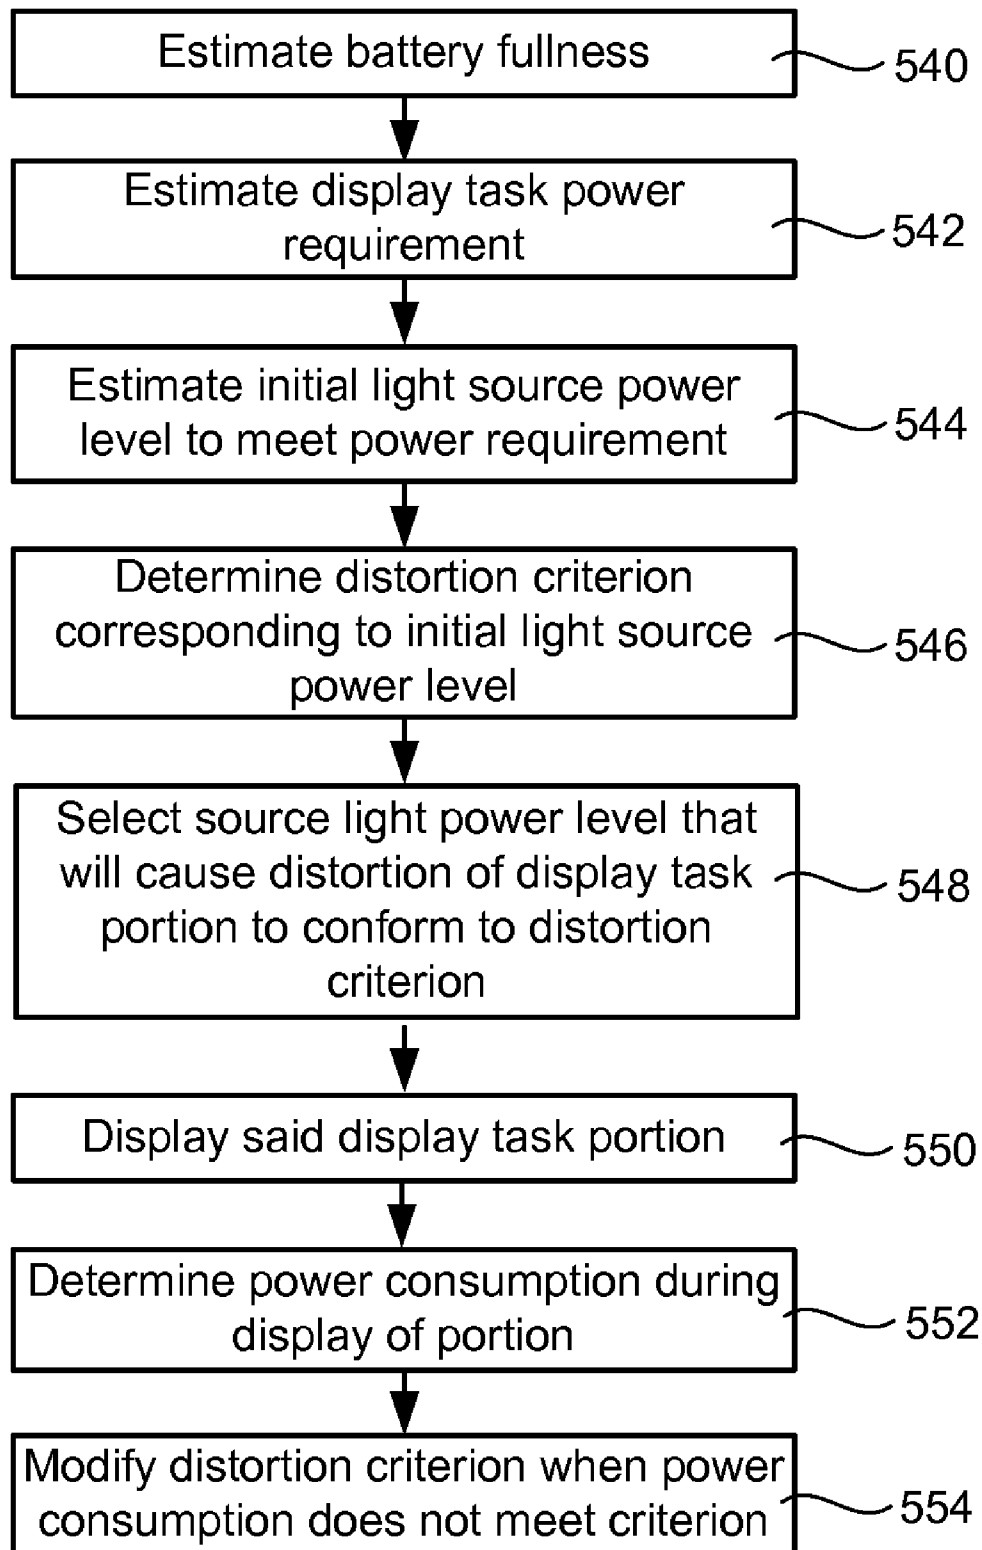 Estimate battery fullness
540
Estimate display task power
requirement
542
Estimate initial light source power
level to meet power requirement
544
Determine distortion criterion
corresponding to initial light source
power level
546
Select source light power level that
will cause distortion of display task
portion to conform to distortion
criterion
548
Display said display task portion
550
Determine power consumption during
display of portion
552
Modify distortion criterion when power
consumption does not meet criterion
554